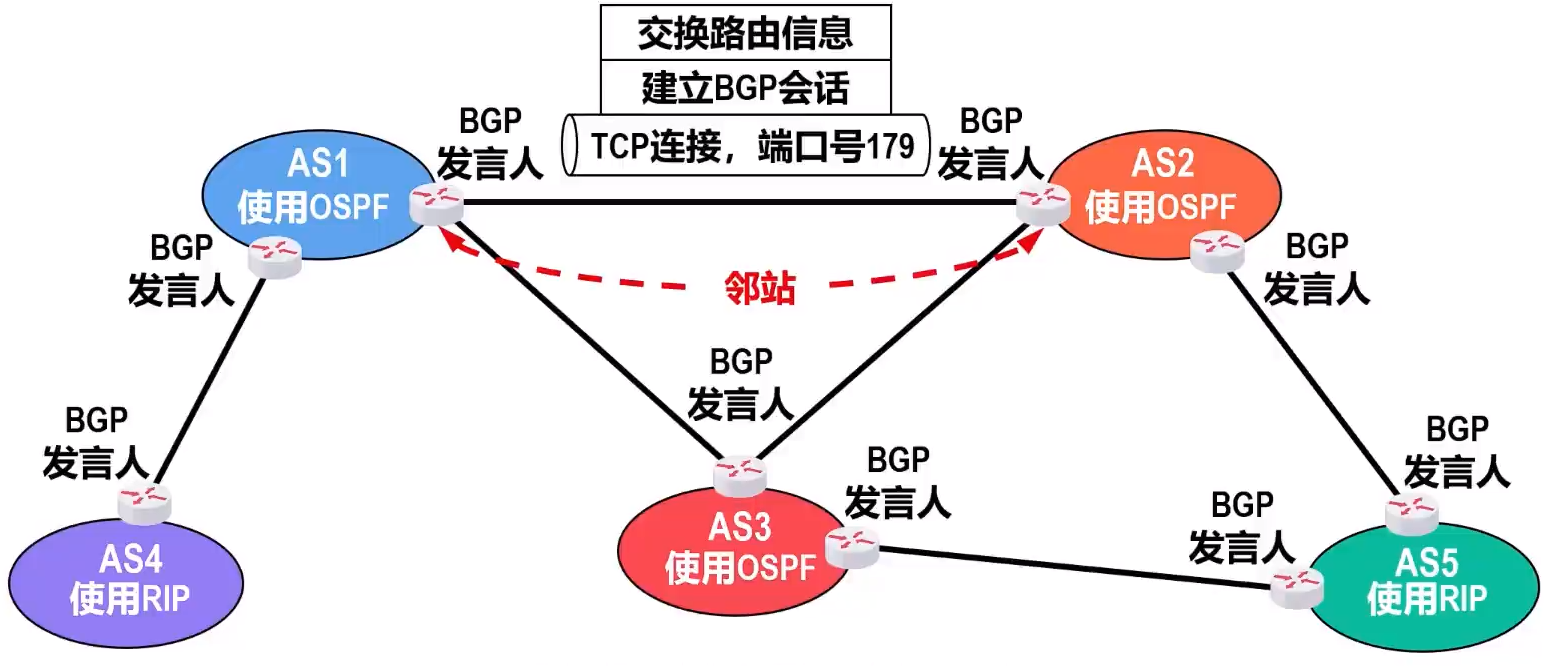 交换路由信息
建立BGP会话
TCP连接，端口号179
BGP
发言人
BGP
发言人
AS1
使用OSPF
AS2
使用OSPF
BGP
发言人
BGP
发言人
邻站
BGP
发言人
BGP
发言人
BGP
发言人
BGP
发言人
BGP
发言人
AS4
使用RIP
AS3
使用OSPF
AS5
使用RIP